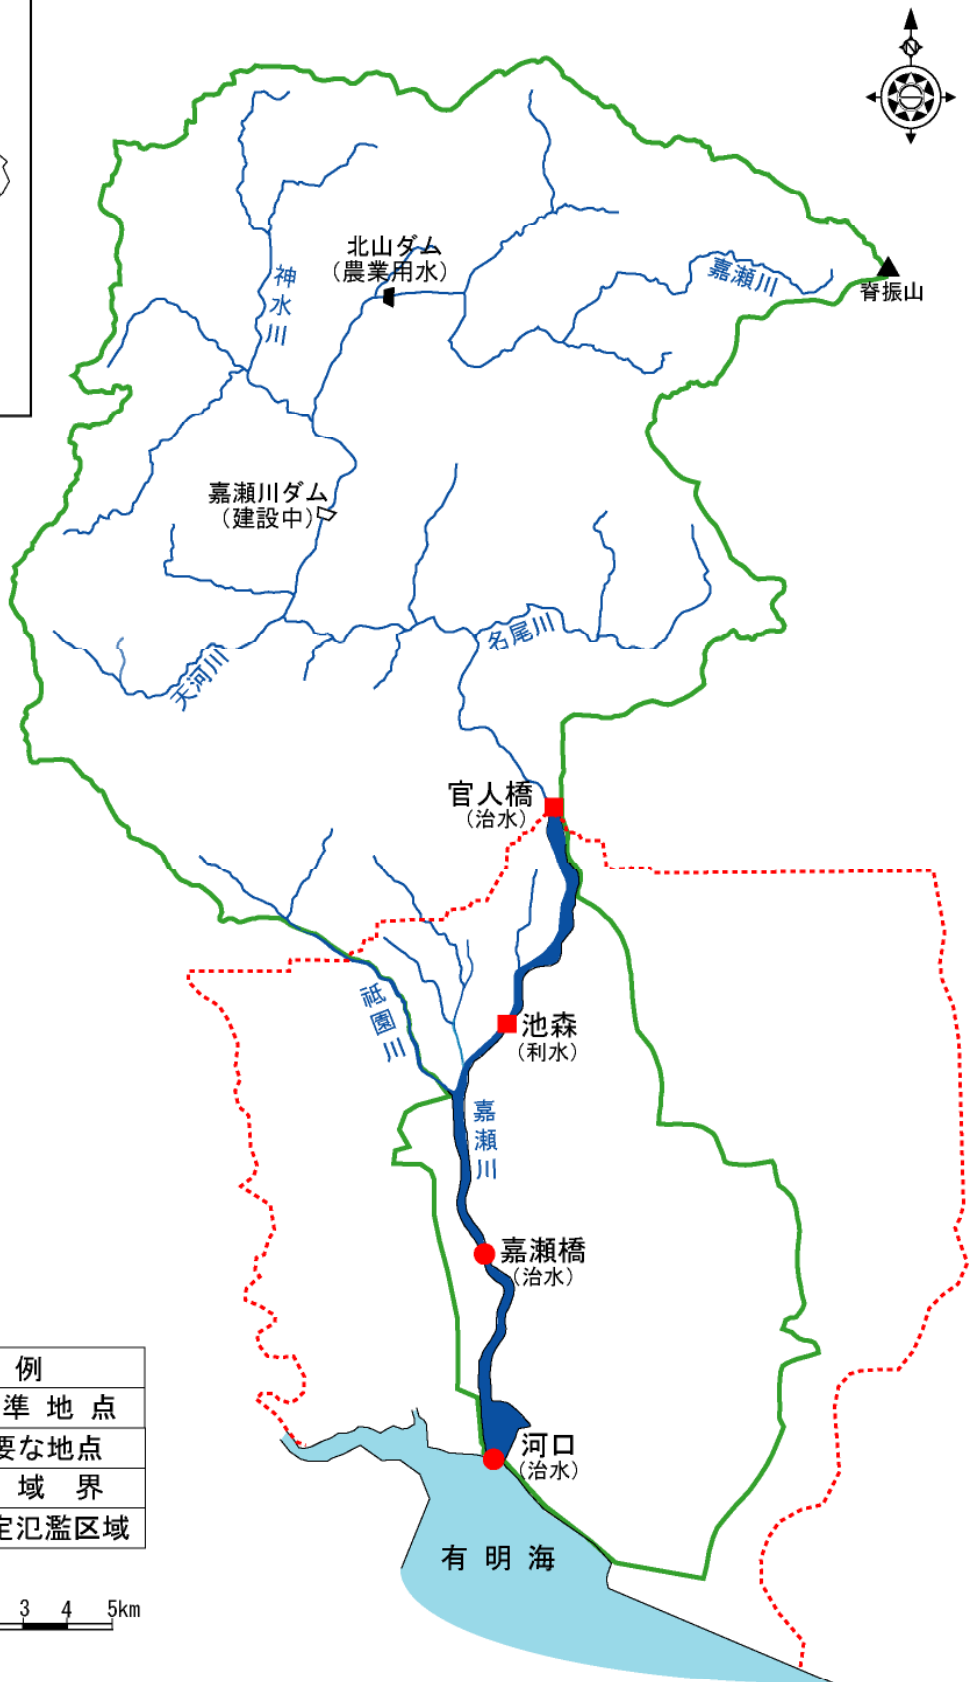 N
北山ダム
（農業用水）
神水川
嘉瀬川
脊振山
嘉瀬川ダム
（建設中）
名尾川
天河川
官人橋
（治水）
祗園川
池森
（利水）
嘉瀬川
嘉瀬橋
（治水）
例
準地点
要な地点
域界
定氾濫区域
河口
（治水）
有明海
3 4 5km